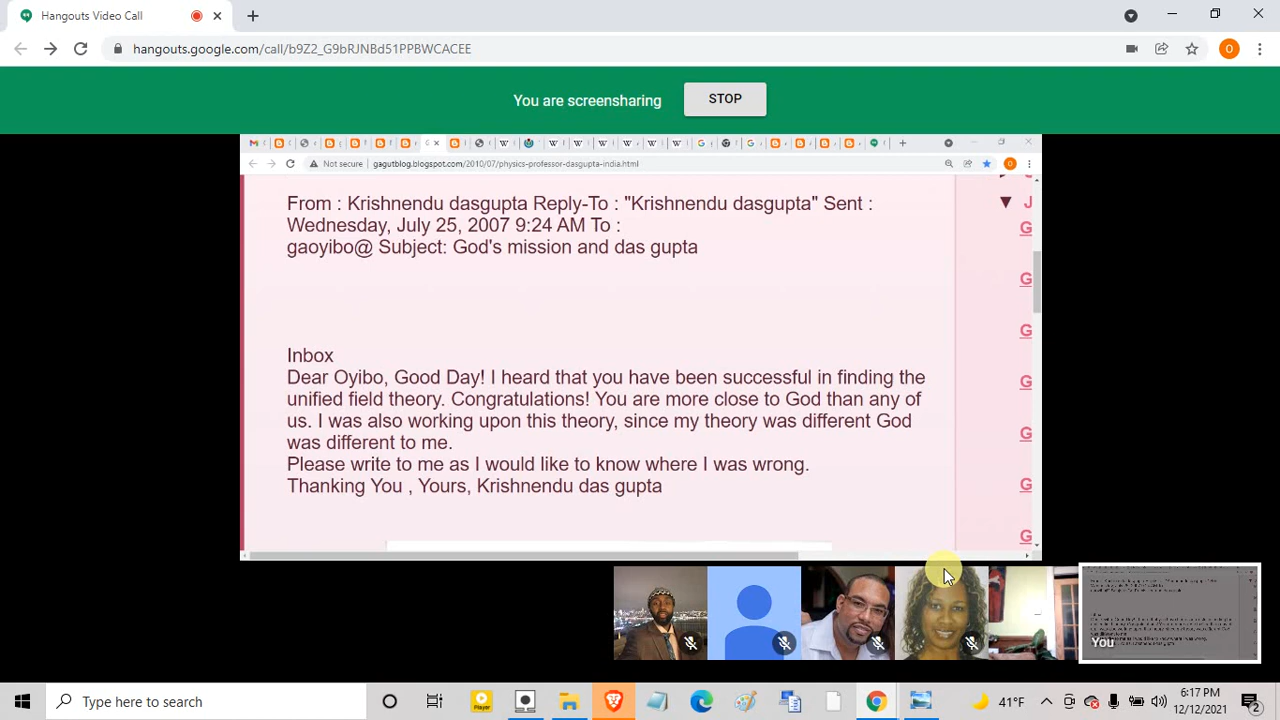 Hangouts Video Call
hangouts.google.com/call/b9Z2_G9bRJNBd51PPBWCACEE
O
You are screensharing
STOP
Not secure
gagutblog.blogspot.com/2010/07/physics-professor-dasgupta-india.html
From : Krishnendu dasgupta Reply-To : "Krishnendu dasgupta" Sent :
Wednesday, July 25, 2007 9:24 AM To :
gaoyibo@ Subject: God's mission and das gupta
Inbox
Dear Oyibo, Good Day! I heard that you have been successful in finding the
unified field theory. Congratulations! You are more close to God than any of
us. I was also working upon this theory, since my theory was different God
was different to me.
Please write to me as I would like to know where I was wrong.
Thanking You , Yours, Krishnendu das gupta
J
G
G
G
G
G
G
G
You
Type here to search
Player
41°F
6:17 PM
12/12/2021
2